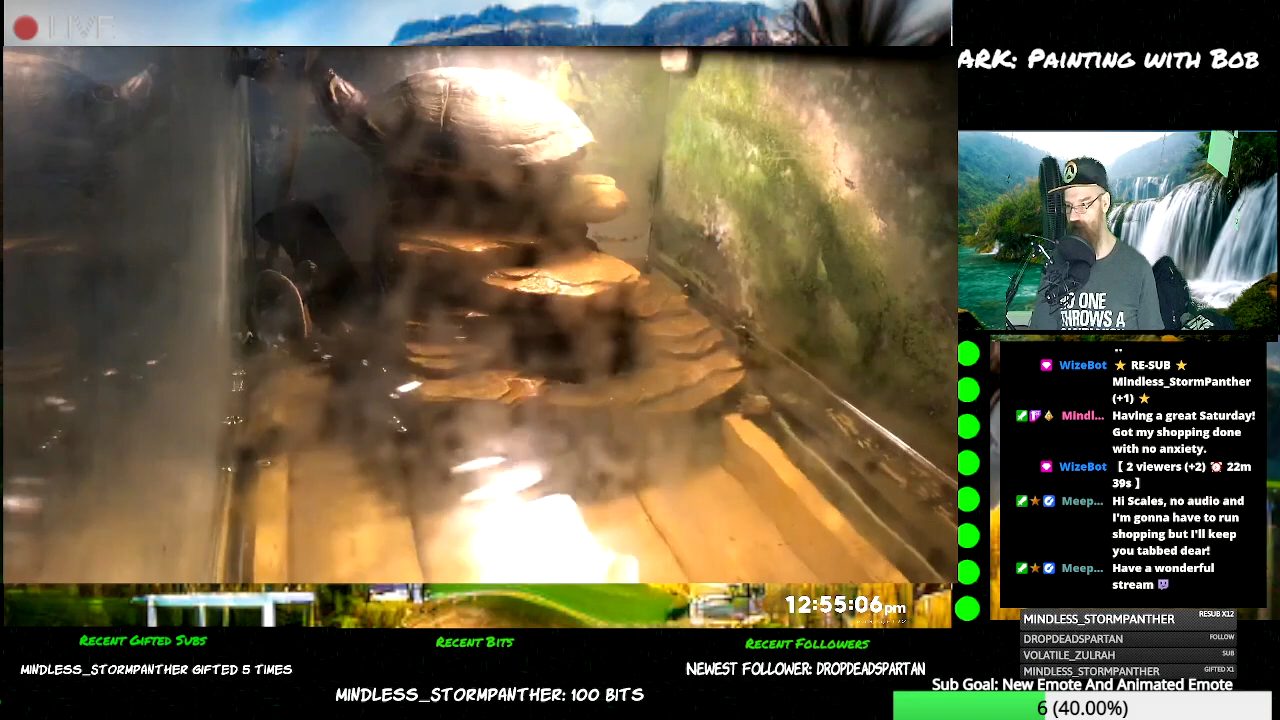 LIVE
ARK: Painting with Bob
NO ONE
THROWS A
WizeBot ⭐ RE-SUB ⭐
Mindless_StormPanther
(+1) ⭐
Mindl... Having a great Saturday!
Got my shopping done
with no anxiety.
WizeBot [ 2 viewers (+2) ⏰ 22m
39s ]
Meep... Hi Scales, no audio and
I'm gonna have to run
shopping but I'll keep
you tabbed dear!
Meep... Have a wonderful
stream 😈
12:55:06pm
MINDLESS_STORMPANTHER RESUB X12
DROPDEADSPARTAN FOLLOW
VOLATILE_ZULRAH SUB
MINDLESS_STORMPANTHER GIFTED X1
Recent Gifted Subs
MINDLESS_STORMPANTHER GIFTED 5 TIMES
Recent Bits
MINDLESS_STORMPANTHER: 100 BITS
Recent Followers
NEWEST FOLLOWER: DROPDEADSPARTAN
Sub Goal: New Emote And Animated Emote
6 (40.00%)